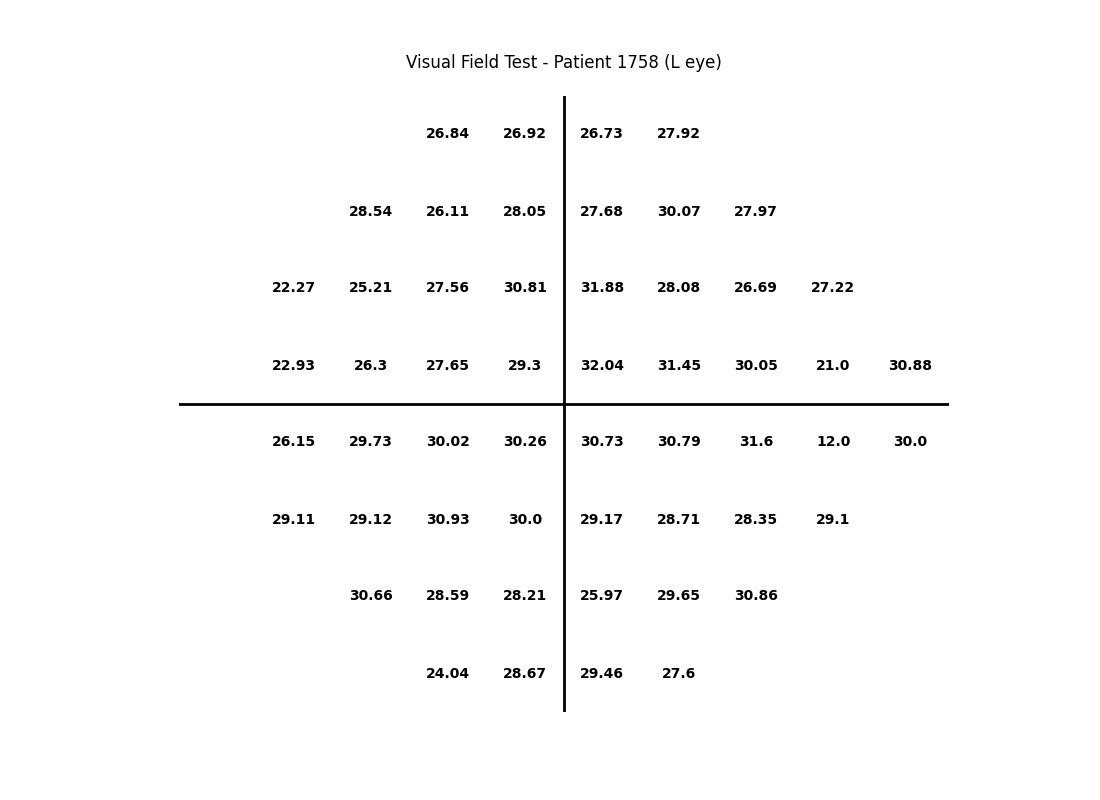 Visual Field Test - Patient 1758 (L eye)
26.84 26.92 26.73 27.92
28.54 26.11 28.05 27.68 30.07 27.97
22.27 25.21 27.56 30.81 31.88 28.08 26.69 27.22
22.93 26.3 27.65 29.3 32.04 31.45 30.05 21.0 30.88
26.15 29.73 30.02 30.26 30.73 30.79 31.6 12.0 30.0
29.11 29.12 30.93 30.0 29.17 28.71 28.35 29.1
30.66 28.59 28.21 25.97 29.65 30.86
24.04 28.67 29.46 27.6